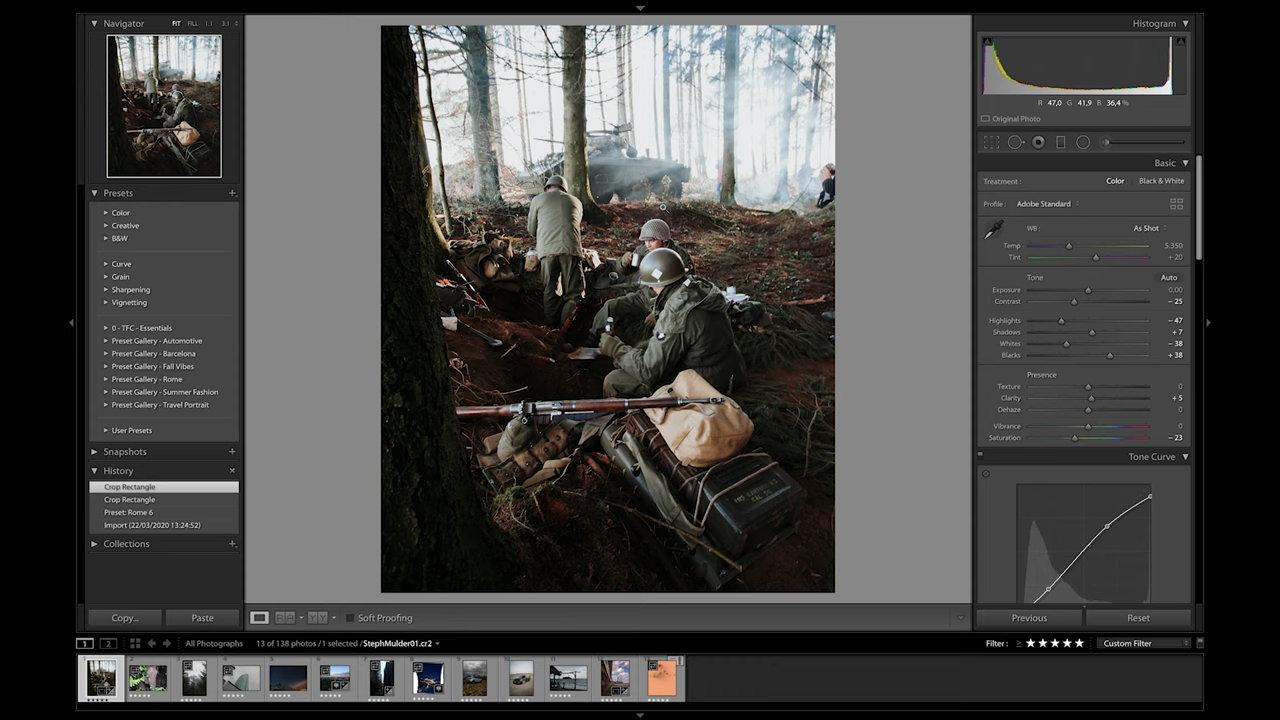 Navigator FIT FILL 1:1 3:1
Presets +
Color
Creative
B&W
Curve
Grain
Sharpening
Vignetting
0 - TFC - Essentials
Preset Gallery - Automotive
Preset Gallery - Barcelona
Preset Gallery - Fall Vibes
Preset Gallery - Rome
Preset Gallery - Summer Fashion
Preset Gallery - Travel Portrait
User Presets
Snapshots +
History ×
Crop Rectangle
Crop Rectangle
Preset: Rome 6
Import (22/03/2020 13:24:52)
Collections +
Copy... Paste
Soft Proofing
Histogram
R 47,0 G 41,9 B 36,4 %
Original Photo
Basic
Treatment : Color Black & White
Profile : Adobe Standard
WB : As Shot
Temp 5.350
Tint + 20
Tone Auto
Exposure 0,00
Contrast − 25
Highlights − 47
Shadows + 7
Whites − 38
Blacks + 38
Presence
Texture 0
Clarity + 5
Dehaze 0
Vibrance 0
Saturation − 23
Tone Curve
Previous Reset
1 2 All Photographs 13 of 138 photos / 1 selected / StephMulder01.cr2 Filter : ≥ ★★★★★ Custom Filter